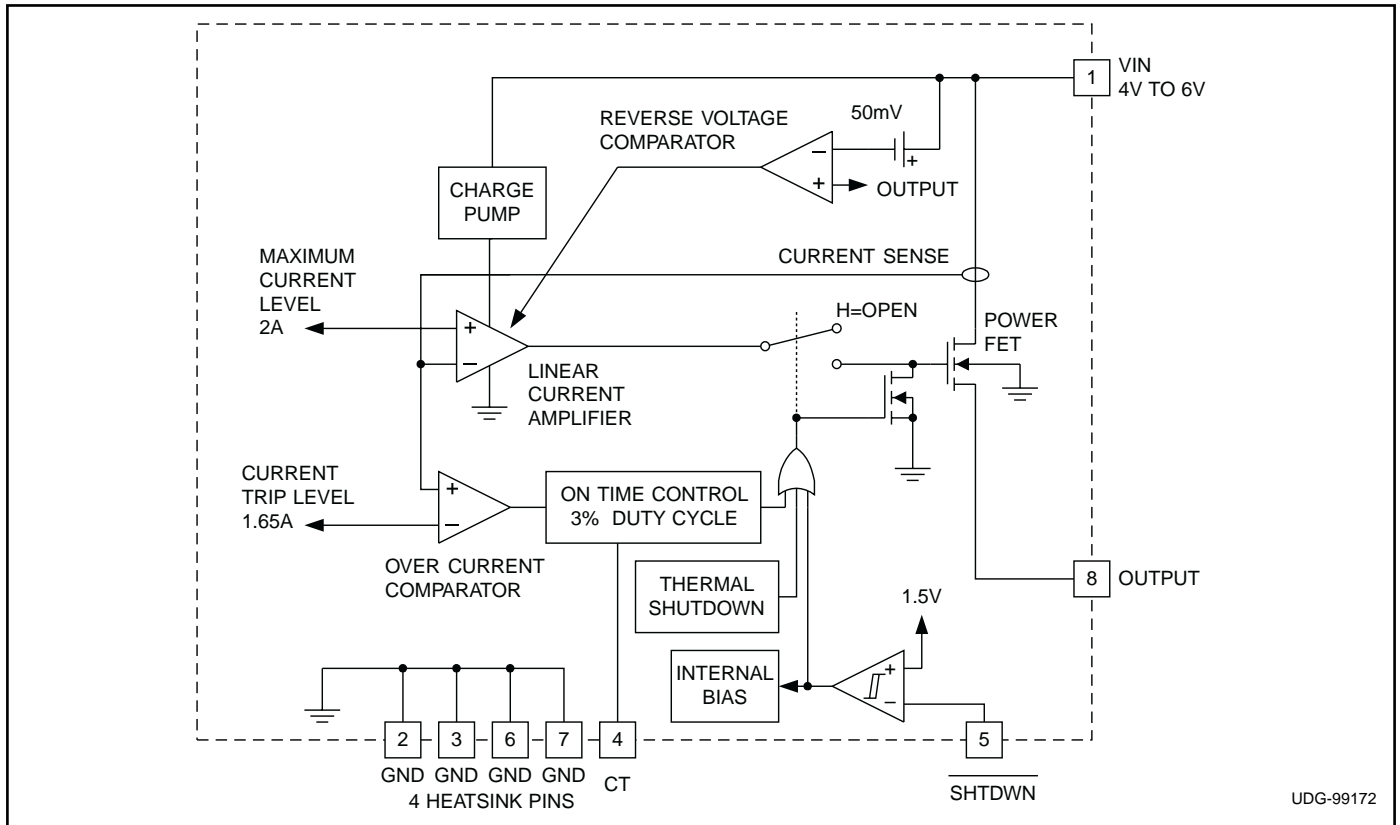 1
VIN
4V TO 6V
50mV
REVERSE VOLTAGE
COMPARATOR
−
+
+
OUTPUT
CHARGE
PUMP
CURRENT SENSE
MAXIMUM
CURRENT
LEVEL
2A
+
−
H=OPEN
POWER
FET
LINEAR
CURRENT
AMPLIFIER
CURRENT
TRIP LEVEL
1.65A
+
−
ON TIME CONTROL
3% DUTY CYCLE
OVER CURRENT
COMPARATOR
THERMAL
SHUTDOWN
8
OUTPUT
1.5V
INTERNAL
BIAS
+
−
2
3
6
7
4
5
GND
GND
GND
GND
CT
4 HEATSINK PINS
SHTDWN
UDG-99172